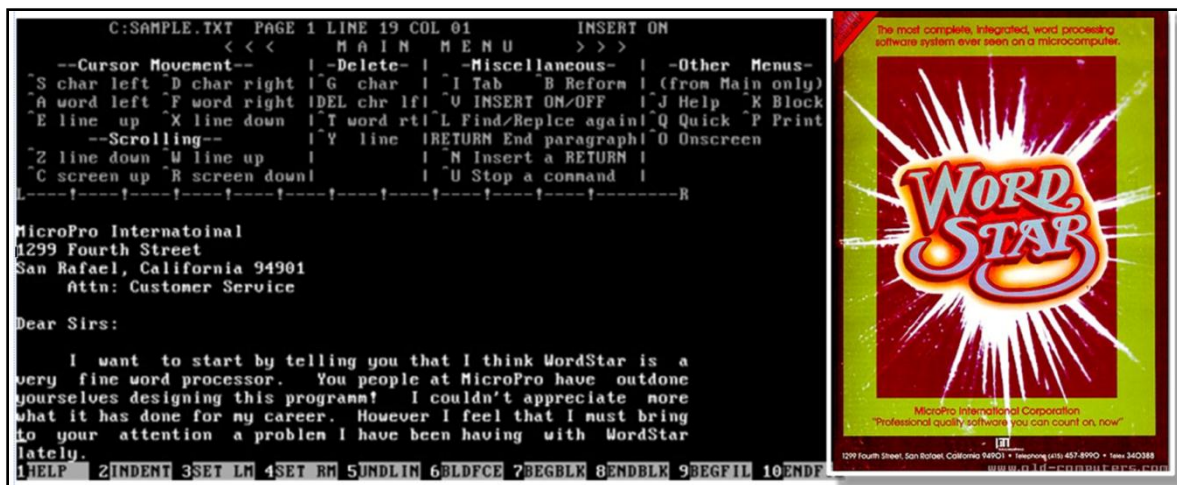 C:SAMPLE.TXT PAGE 1 LINE 19 COL 01 INSERT ON
< < < M A I N M E N U > > >
--Cursor Movement-- | -Delete- | -Miscellaneous- | -Other Menus-
^S char left ^D char right |^G char | ^I Tab ^B Reform | (from Main only)
^A word left ^F word right |DEL chr lf| ^V INSERT ON/OFF |^J Help ^K Block
^E line up ^X line down |^T word rt|^L Find/Replce again|^Q Quick ^P Print
--Scrolling-- |^Y line |RETURN End paragraph|^O Onscreen
^Z line down ^W line up | | ^N Insert a RETURN |
^C screen up ^R screen down| | ^U Stop a command |
L----!----!----!----!----!----!----!----!----!----!----!--------R
MicroPro Internatoinal
1299 Fourth Street
San Rafael, California 94901
Attn: Customer Service
Dear Sirs:
I want to start by telling you that I think WordStar is a
very fine word processor. You people at MicroPro have outdone
yourselves designing this programm! I couldn't appreciate more
what it has done for my career. However I feel that I must bring
to your attention a problem I have been having with WordStar
lately.
1HELP 2INDENT 3SET LM 4SET RM 5UNDLIN 6BLDFCE 7BEGBLK 8ENDBLK 9BEGFIL 10ENDF
The most complete, integrated, word processing
software system ever seen on a microcomputer.
WORD
STAR
MicroPro International Corporation
"Professional quality software you can count on, now"
1299 Fourth Street, San Rafael, California 94901 • Telephone (415) 457-8990 • Telex 340388
www.old-computers.com